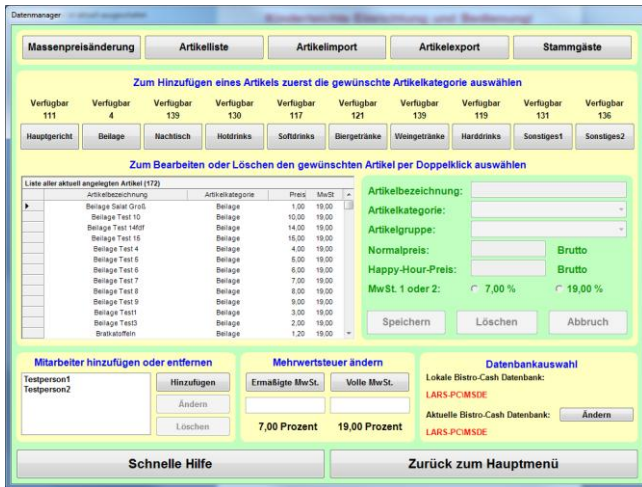 Datenmanager
Kinderleichte Einrichtung und Bedienung!
Massenpreisänderung Artikelliste Artikelimport Artikelexport Stammgäste
Zum Hinzufügen eines Artikels zuerst die gewünschte Artikelkategorie auswählen
Verfügbar Verfügbar Verfügbar Verfügbar Verfügbar Verfügbar Verfügbar Verfügbar Verfügbar Verfügbar
111 4 139 130 117 121 139 119 131 136
Hauptgericht Beilage Nachtisch Hotdrinks Softdrinks Biergetränke Weingetränke Harddrinks Sonstiges1 Sonstiges2
Zum Bearbeiten oder Löschen den gewünschten Artikel per Doppelklick auswählen
Liste aller aktuell angelegten Artikel (172)
Artikelbezeichnung Artikelkategorie Preis MwSt
Beilage Salat Groß Beilage 1,00 19,00
Beilage Test 10 Beilage 10,00 19,00
Beilage Test 14fdf Beilage 14,00 19,00
Beilage Test 15 Beilage 15,00 19,00
Beilage Test 4 Beilage 4,00 19,00
Beilage Test 5 Beilage 5,00 19,00
Beilage Test 6 Beilage 6,00 19,00
Beilage Test 7 Beilage 7,00 19,00
Beilage Test 8 Beilage 8,00 19,00
Beilage Test 9 Beilage 9,00 19,00
Beilage Test1 Beilage 3,00 19,00
Beilage Test3 Beilage 2,00 19,00
Bratkatoffeln Beilage 1,20 19,00
Artikelbezeichnung:
Artikelkategorie:
Artikelgruppe:
Normalpreis: Brutto
Happy-Hour-Preis: Brutto
MwSt. 1 oder 2: 7,00 % 19,00 %
Speichern Löschen Abbruch
Mitarbeiter hinzufügen oder entfernen
Testperson1
Testperson2
Hinzufügen
Ändern
Löschen
Mehrwertsteuer ändern
Ermäßigte MwSt. Volle MwSt.
7,00 Prozent 19,00 Prozent
Datenbankauswahl
Lokale Bistro-Cash Datenbank:
LARS-PC\MSDE
Aktuelle Bistro-Cash Datenbank: Ändern
LARS-PC\MSDE
Schnelle Hilfe Zurück zum Hauptmenü